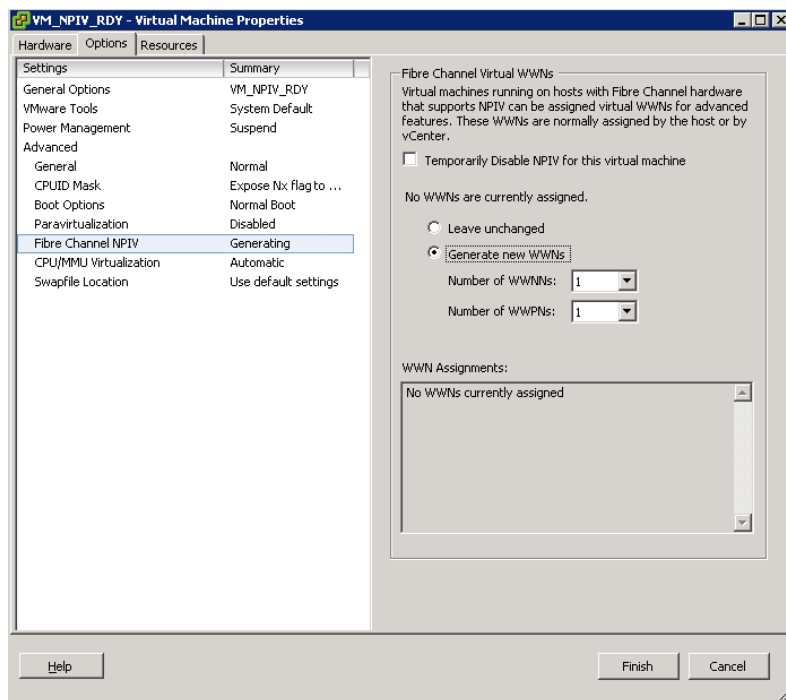 VM_NPIV_RDY - Virtual Machine Properties
Hardware Options Resources
Settings Summary
General Options VM_NPIV_RDY
VMware Tools System Default
Power Management Suspend
Advanced
General Normal
CPUID Mask Expose Nx flag to ...
Boot Options Normal Boot
Paravirtualization Disabled
Fibre Channel NPIV Generating
CPU/MMU Virtualization Automatic
Swapfile Location Use default settings
Fibre Channel Virtual WWNs
Virtual machines running on hosts with Fibre Channel hardware
that supports NPIV can be assigned virtual WWNs for advanced
features. These WWNs are normally assigned by the host or by
vCenter.
Temporarily Disable NPIV for this virtual machine
No WWNs are currently assigned.
Leave unchanged
Generate new WWNs
Number of WWNNs: 1
Number of WWPNs: 1
WWN Assignments:
No WWNs currently assigned
Help Finish Cancel